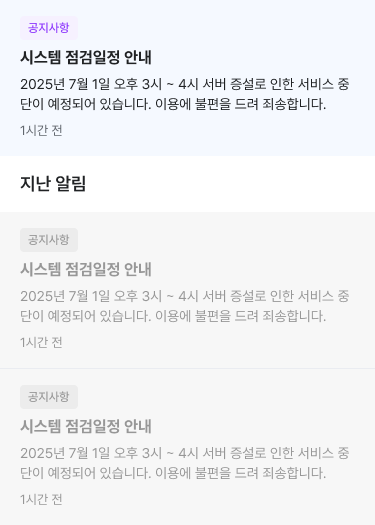 공지사항
시스템 점검일정 안내
2025년 7월 1일 오후 3시 ~ 4시 서버 증설로 인한 서비스 중
단이 예정되어 있습니다. 이용에 불편을 드려 죄송합니다.
1시간 전
지난 알림
공지사항
시스템 점검일정 안내
2025년 7월 1일 오후 3시 ~ 4시 서버 증설로 인한 서비스 중
단이 예정되어 있습니다. 이용에 불편을 드려 죄송합니다.
1시간 전
공지사항
시스템 점검일정 안내
2025년 7월 1일 오후 3시 ~ 4시 서버 증설로 인한 서비스 중
단이 예정되어 있습니다. 이용에 불편을 드려 죄송합니다.
1시간 전